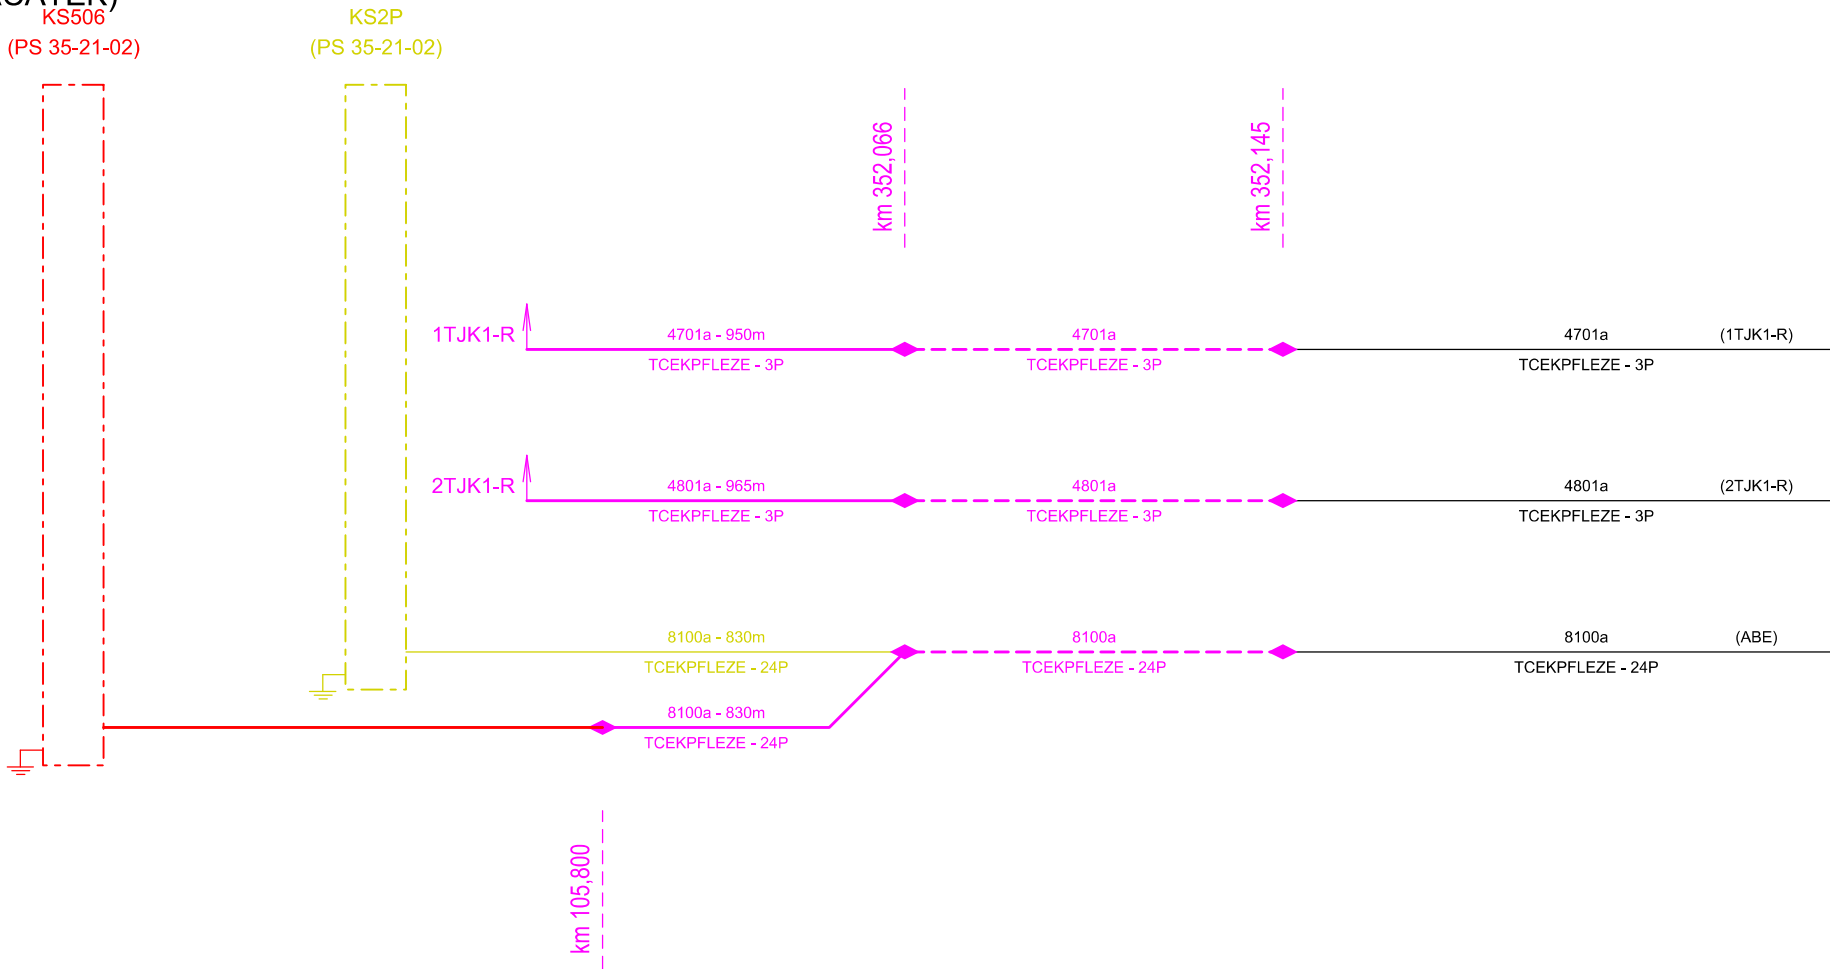 KS506
(PS 35-21-02)
KS2P
(PS 35-21-02)
km 352,066
km 352,145
1TJK1-R
4701a - 950m
TCEKPFLEZE - 3P
4701a
TCEKPFLEZE - 3P
4701a
(1TJK1-R)
TCEKPFLEZE - 3P
2TJK1-R
4801a - 965m
TCEKPFLEZE - 3P
4801a
TCEKPFLEZE - 3P
4801a
(2TJK1-R)
TCEKPFLEZE - 3P
8100a - 830m
TCEKPFLEZE - 24P
8100a
TCEKPFLEZE - 24P
8100a
(ABE)
TCEKPFLEZE - 24P
8100a - 830m
TCEKPFLEZE - 24P
km 105,800